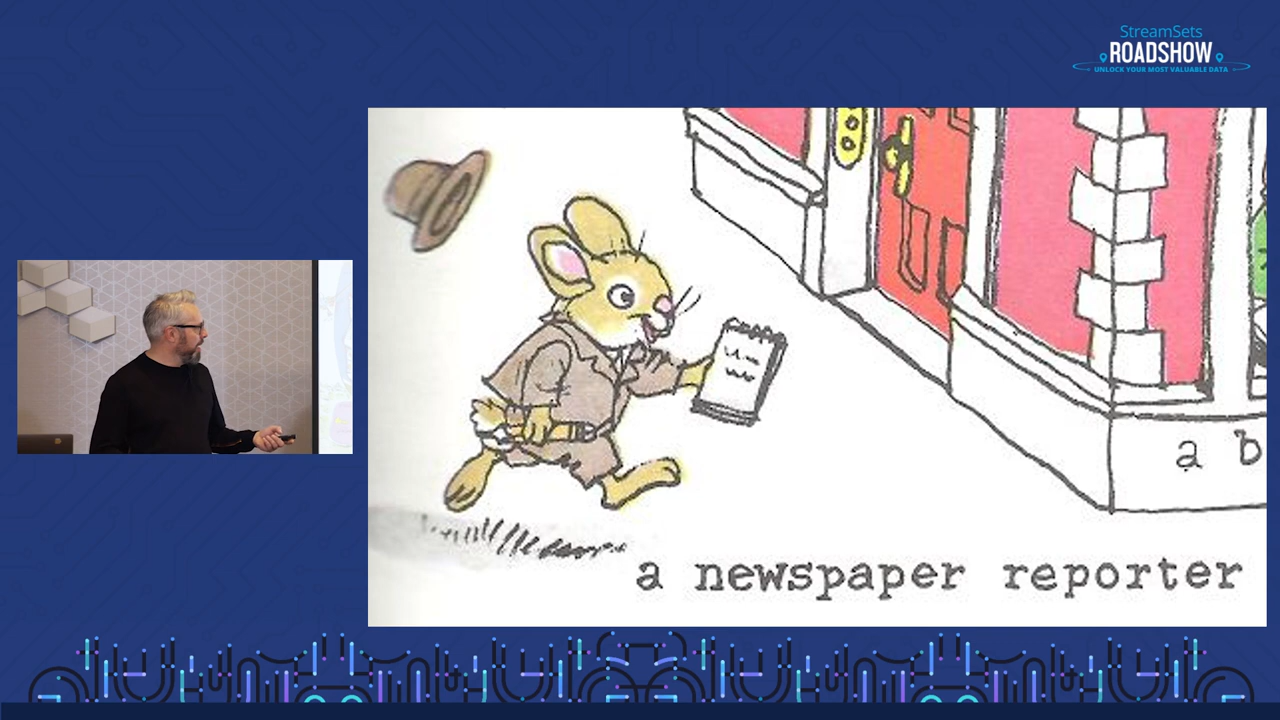 StreamSets
ROADSHOW
UNLOCK YOUR MOST VALUABLE DATA
a b
a newspaper reporter